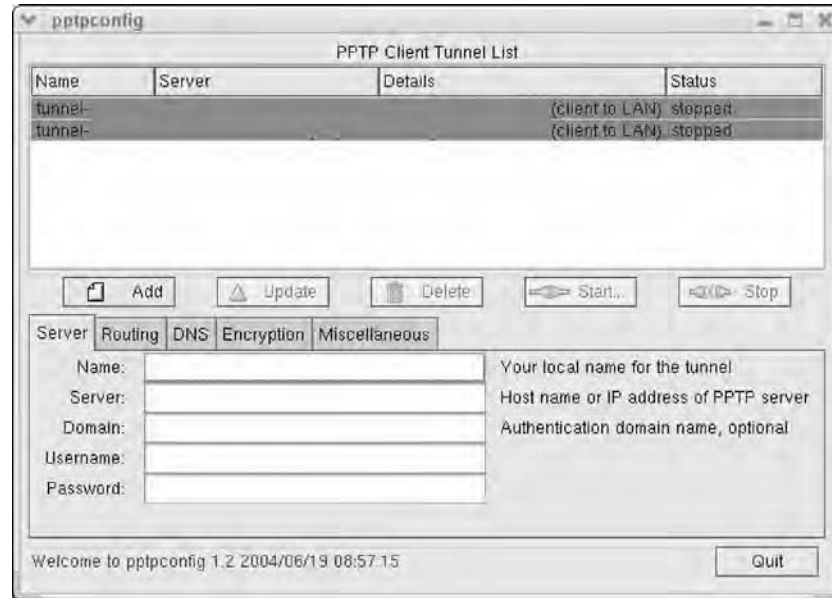 pptpconfig
PPTP Client Tunnel List
Name Server Details Status
tunnel- (client to LAN) stopped
tunnel- (client to LAN) stopped
Add Update Delete Start... Stop
Server Routing DNS Encryption Miscellaneous
Name: Your local name for the tunnel
Server: Host name or IP address of PPTP server
Domain: Authentication domain name, optional
Username:
Password:
Welcome to pptpconfig 1.2 2004/06/19 08:57:15 Quit